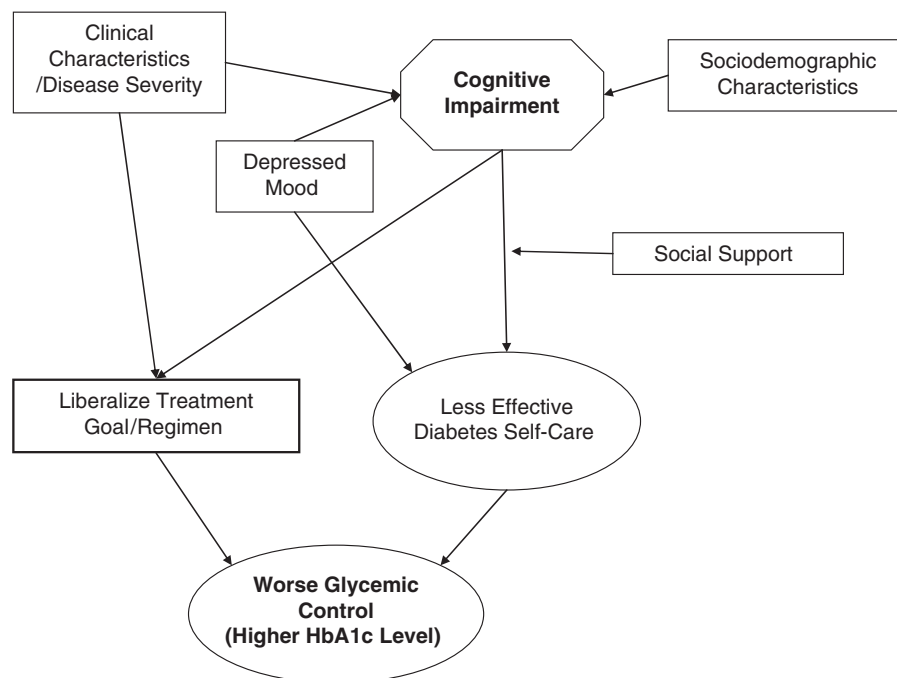 Clinical
Characteristics
/Disease Severity
Cognitive
Impairment
Sociodemographic
Characteristics
Depressed
Mood
Social Support
Liberalize Treatment
Goal/Regimen
Less Effective
Diabetes Self-Care
Worse Glycemic
Control
(Higher HbA1c Level)